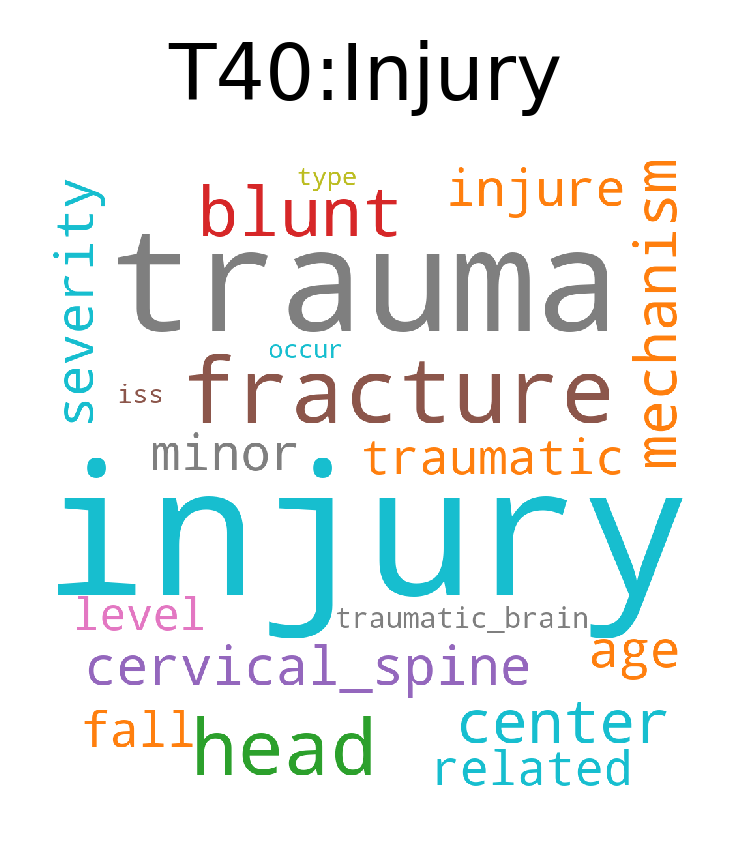 T40:Injury
type
blunt
injure
severity
mechanism
trauma
occur
fracture
iss
minor
traumatic
injury
level
traumatic_brain
cervical_spine
age
fall
head
center
related